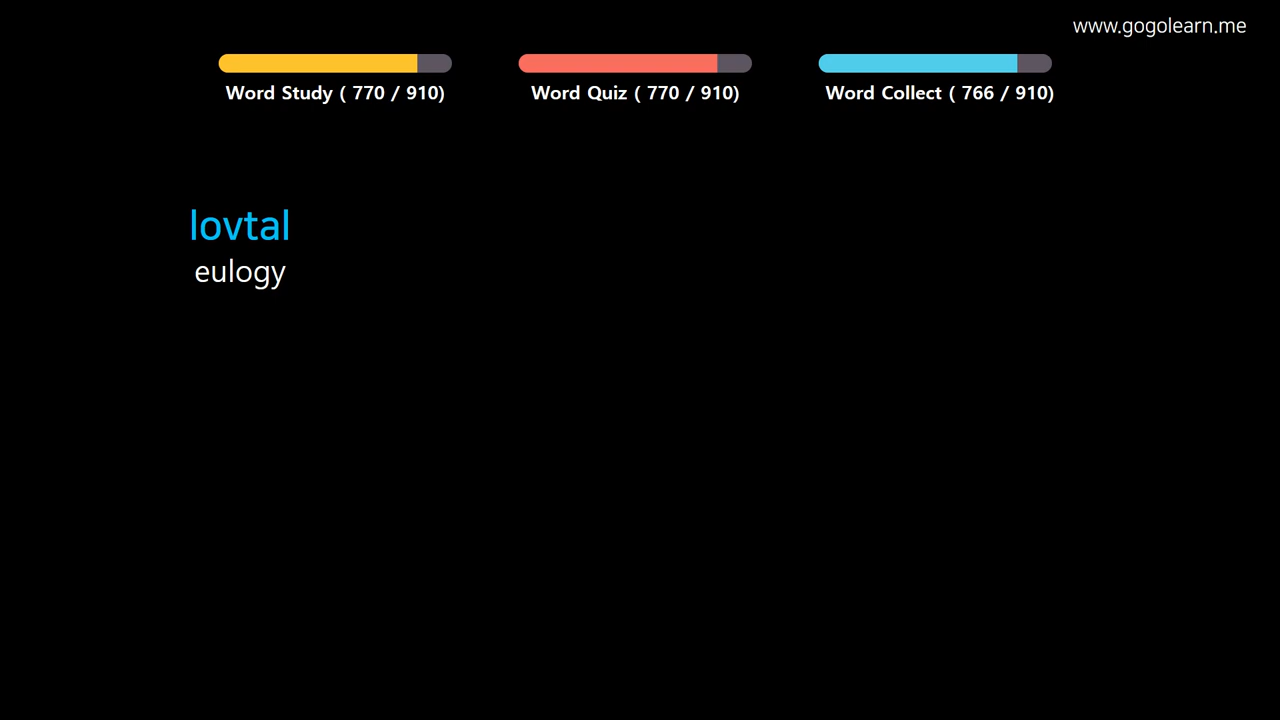 www.gogolearn.me
Word Study ( 770 / 910)
Word Quiz ( 770 / 910)
Word Collect ( 766 / 910)
lovtal
eulogy